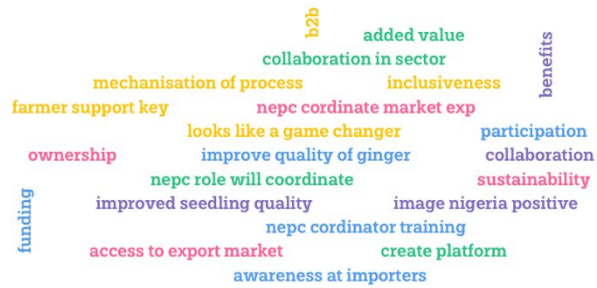 b2b
added value
collaboration in sector
benefits
mechanisation of process
inclusiveness
farmer support key
nepc cordinate market exp
looks like a game changer
participation
ownership
improve quality of ginger
collaboration
nepc role will coordinate
sustainability
funding
improved seedling quality
image nigeria positive
nepc cordinator training
access to export market
create platform
awareness at importers